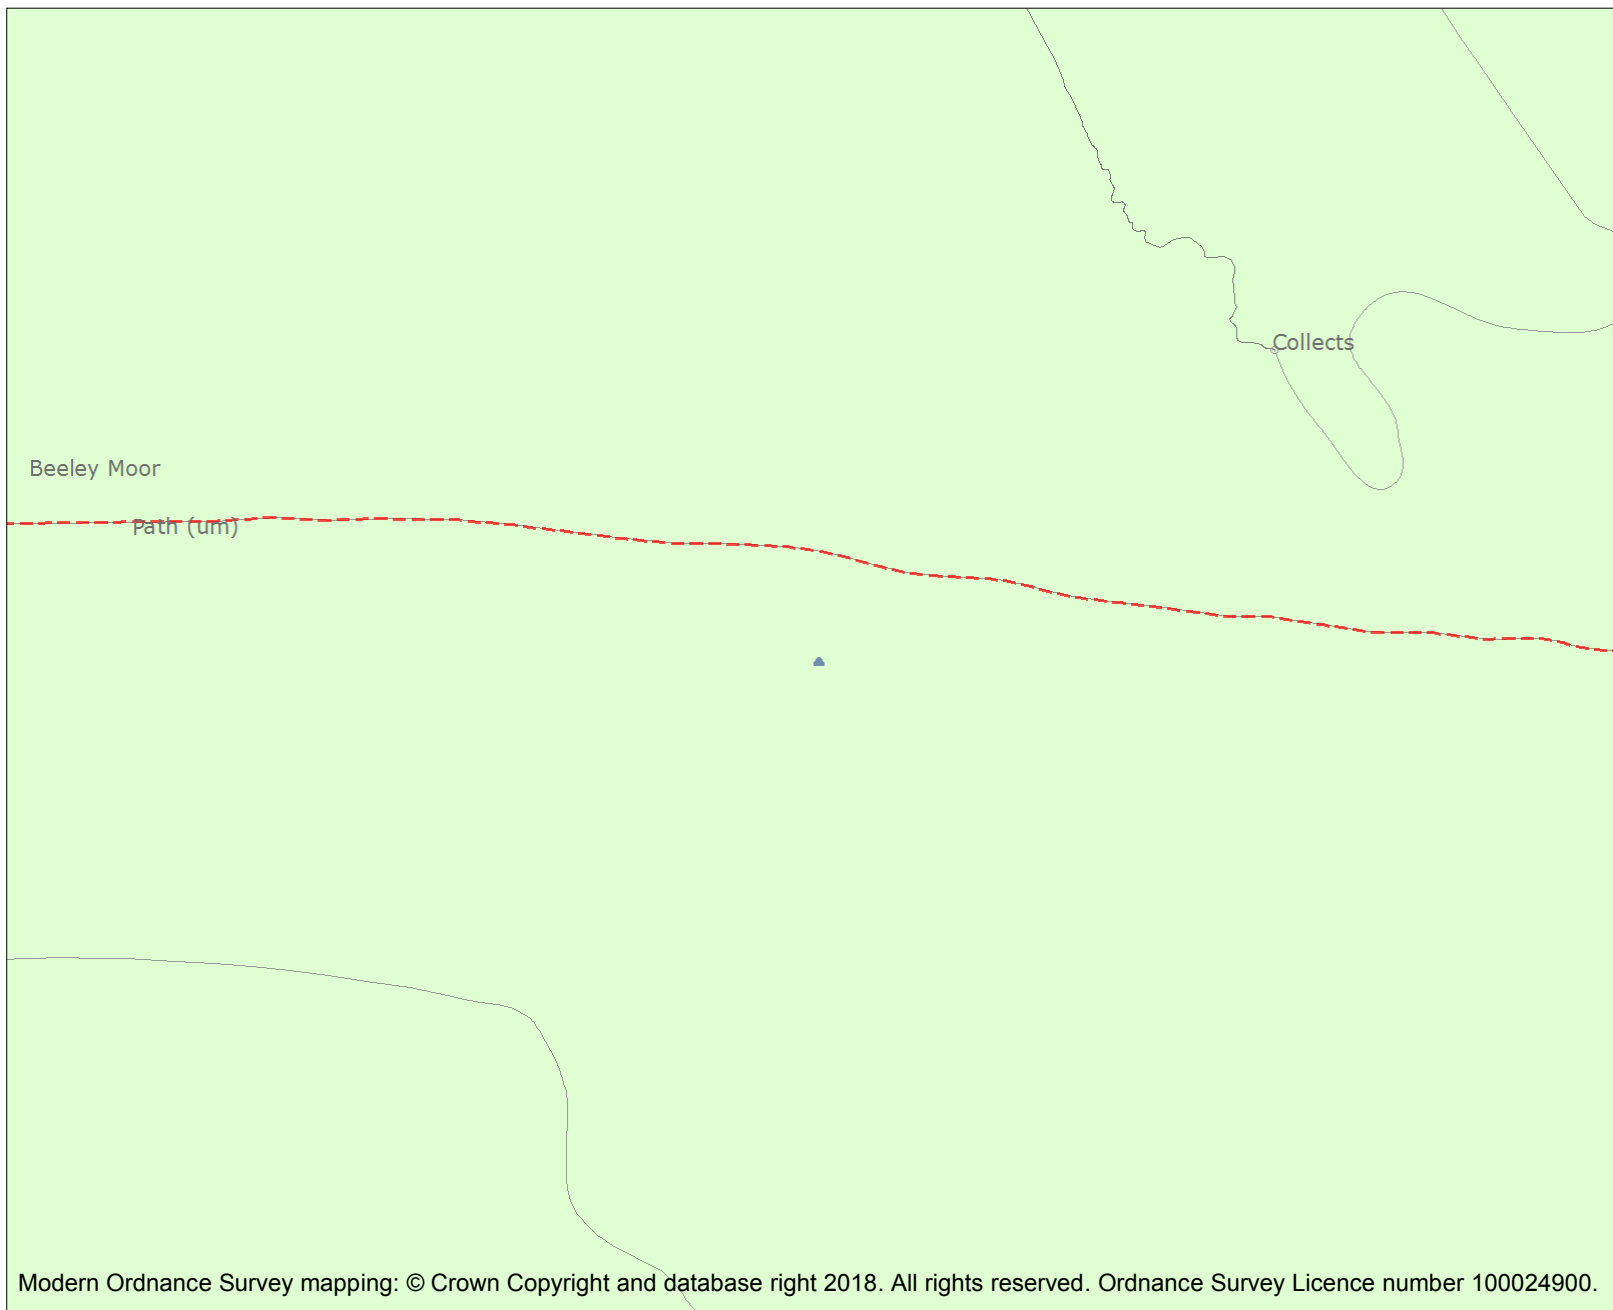 Collects
Beeley Moor
Path (um)
Modern Ordnance Survey mapping: © Crown Copyright and database right 2018. All rights reserved. Ordnance Survey Licence number 100024900.